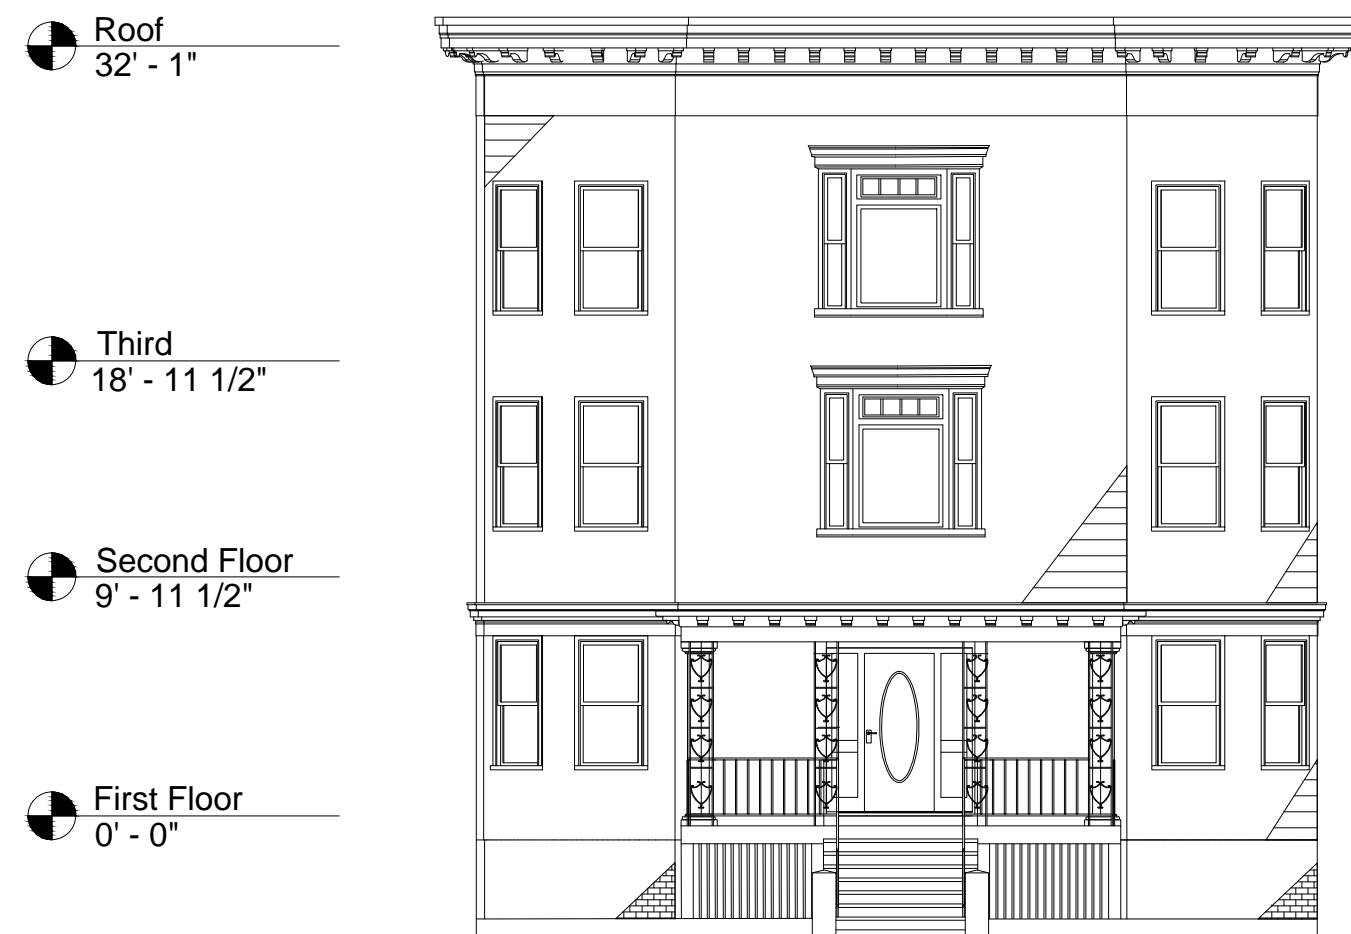 Roof
32' - 1"
Third
18' - 11 1/2"
Second Floor
9' - 11 1/2"
First Floor
0' - 0"